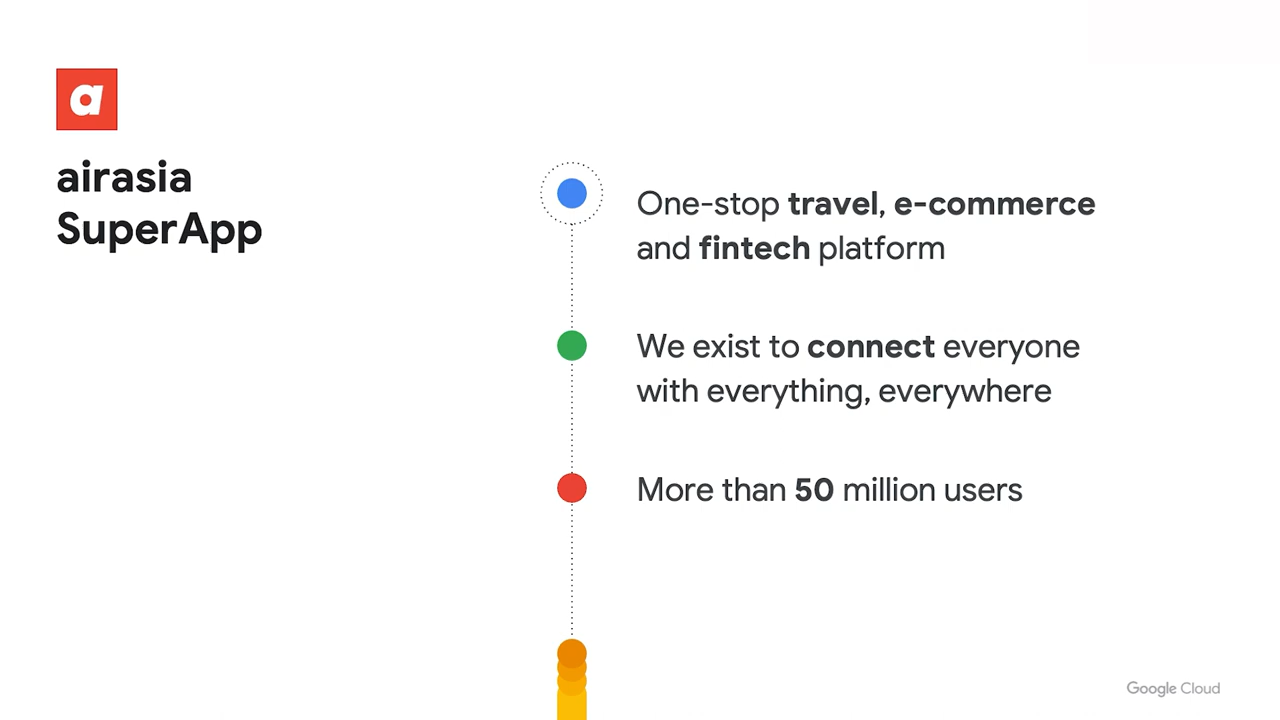 a
airasia
SuperApp
One-stop travel, e-commerce
and fintech platform
We exist to connect everyone
with everything, everywhere
More than 50 million users
Google Cloud